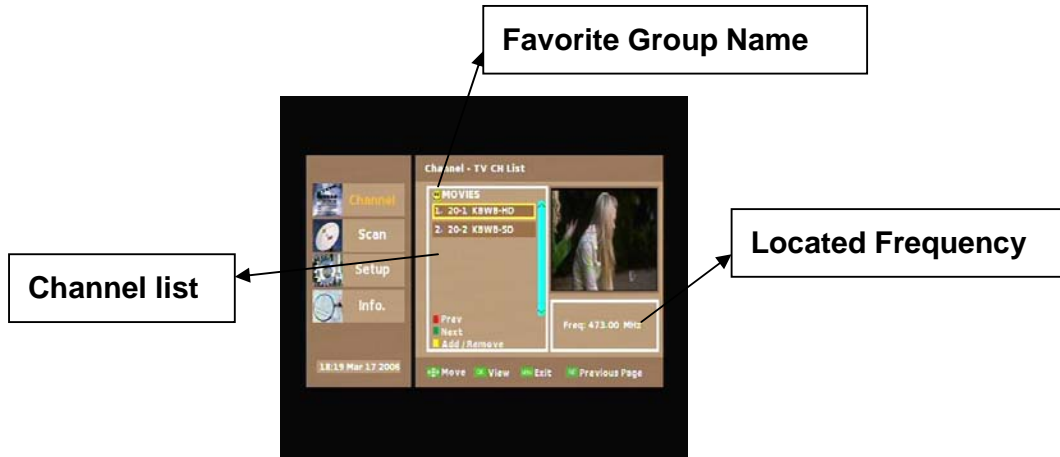 Favorite Group Name
Channel - TV CH List
MOVIES
Channel
1. 20-1 KBWB-HD
Scan
2. 20-2 KBWB-SD
Located Frequency
Setup
Channel list
Info.
Prev
Next
Add / Remove
Freq: 473.00 MHz
18:19 Mar 17 2006
Move View Exit Previous Page